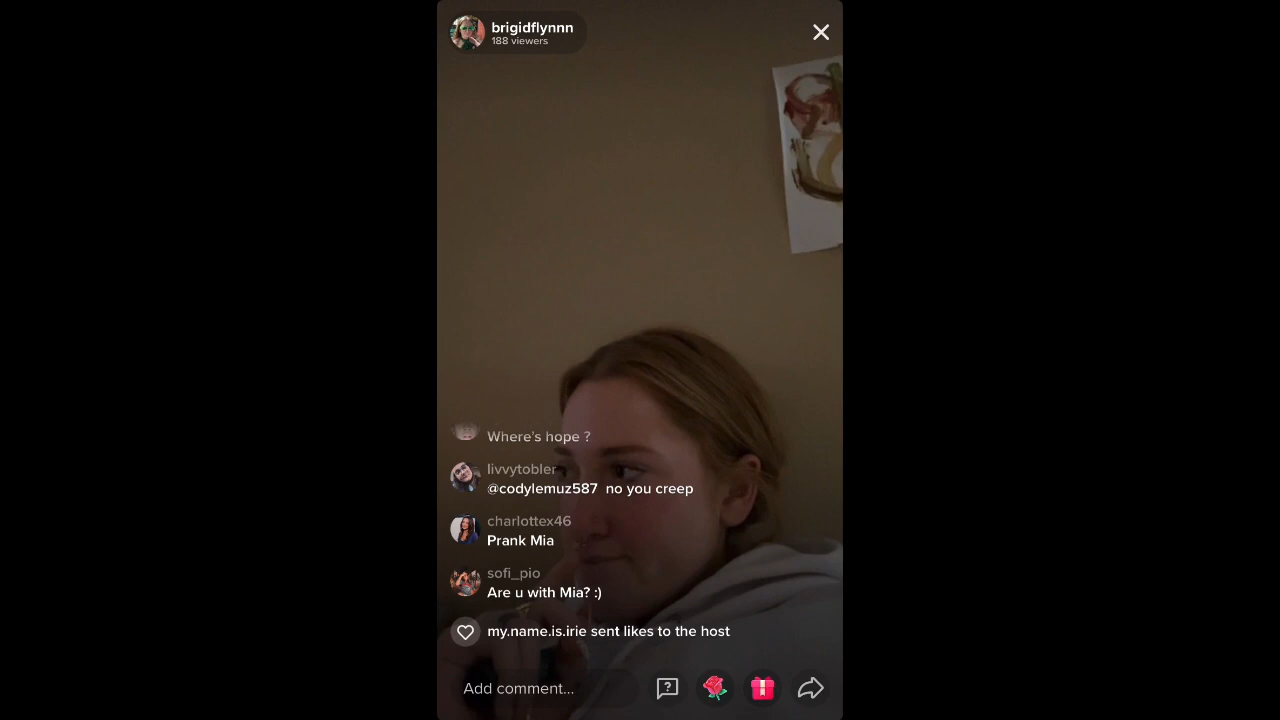 brigidflynnn
188 viewers
Where's hope ?
livvytobler
@codylemuz587 no you creep
charlottex46
Prank Mia
sofi_pio
Are u with Mia? :)
my.name.is.irie sent likes to the host
Add comment...